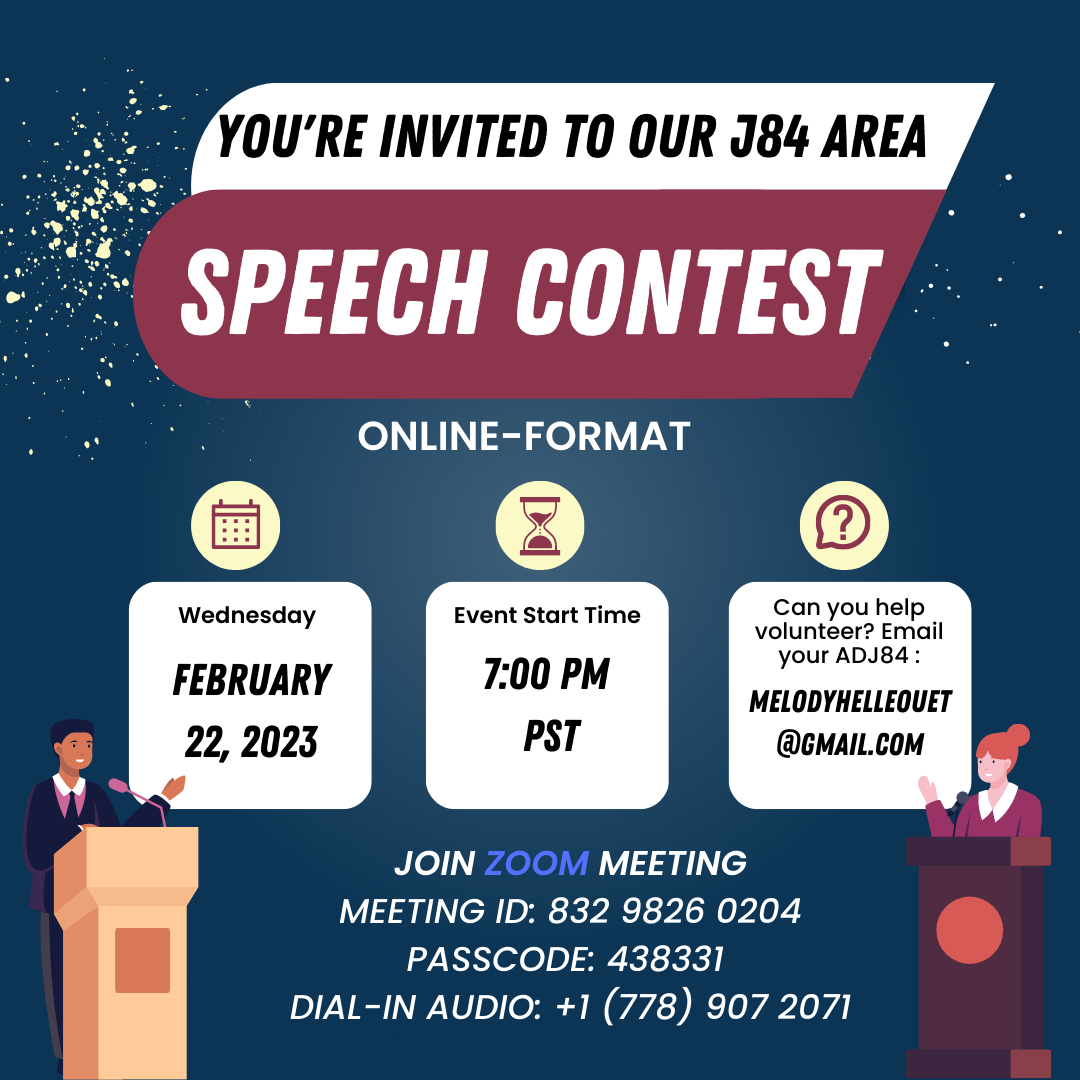 YOU'RE INVITED TO OUR J84 AREA
SPEECH CONTEST
ONLINE-FORMAT
Wednesday
FEBRUARY
22, 2023
Event Start Time
7:00 PM
PST
Can you help
volunteer? Email
your ADJ84 :
MELODYHELLEOUET
@GMAIL.COM
JOIN ZOOM MEETING
MEETING ID: 832 9826 0204
PASSCODE: 438331
DIAL-IN AUDIO: +1 (778) 907 2071